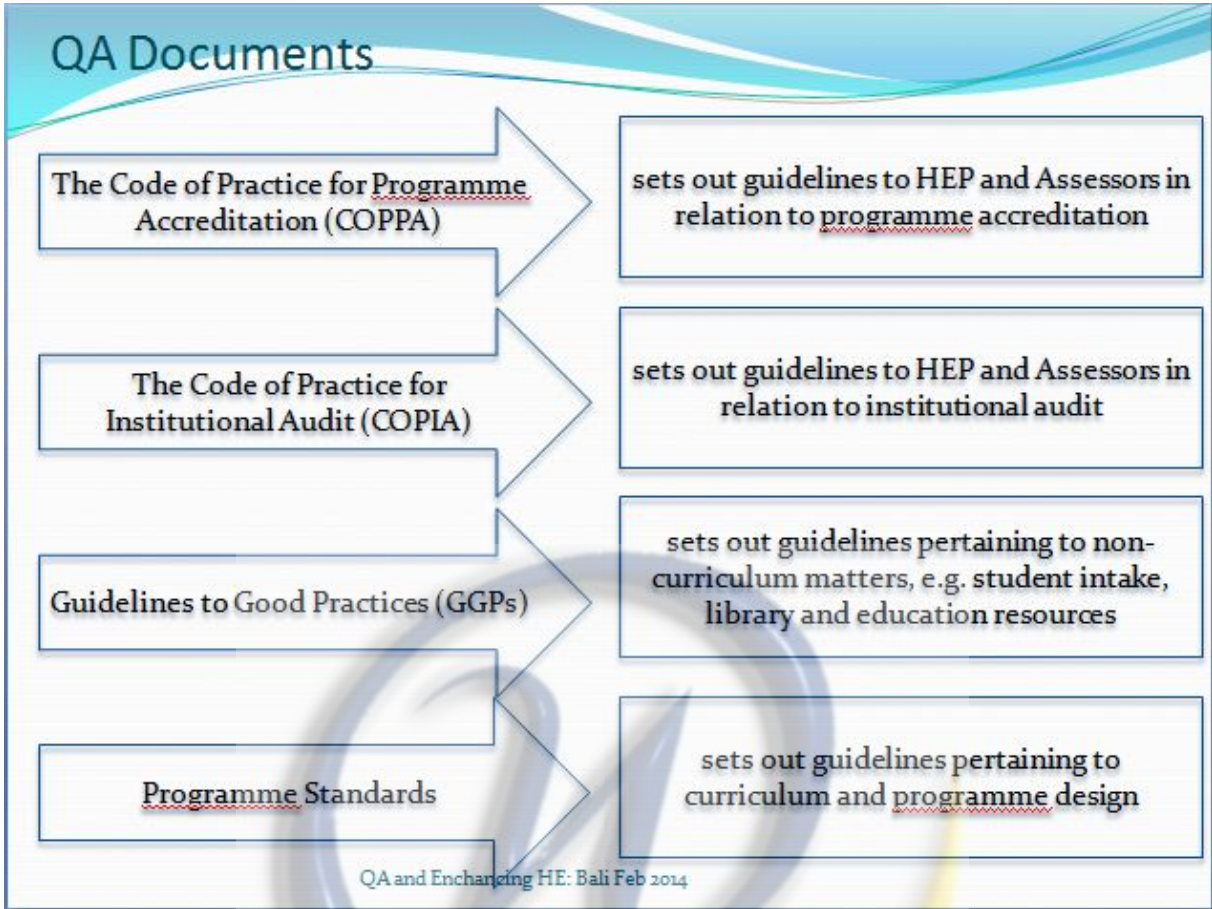 QA Documents
The Code of Practice for Programme
Accreditation (COPPA)
sets out guidelines to HEP and Assessors in
relation to programme accreditation
The Code of Practice for
Institutional Audit (COPIA)
sets out guidelines to HEP and Assessors in
relation to institutional audit
Guidelines to Good Practices (GGPs)
sets out guidelines pertaining to non-
curriculum matters, e.g. student intake,
library and education resources
Programme Standards
sets out guidelines pertaining to
curriculum and programme design
QA and Enchancing HE: Bali Feb 2014